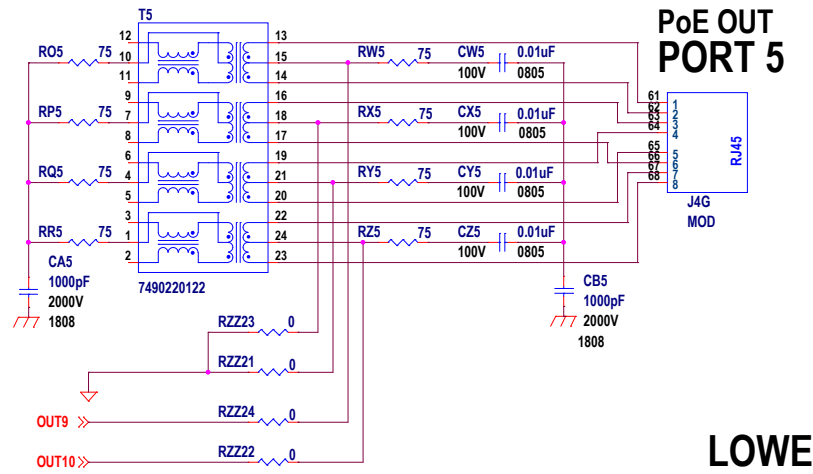 T5
PoE OUT
PORT 5
12 13
RO5 75 10 15 RW5 75 CW5 0.01uF
11 14 100V 0805
9 16
RP5 75 7 18 RX5 75 CX5 0.01uF
8 17 100V 0805
6 19
RQ5 75 4 21 RY5 75 CY5 0.01uF
5 20 100V 0805
3 22
RR5 75 1 24 RZ5 75 CZ5 0.01uF
2 23 100V 0805
61 1
62 2
63 3
64 4
65 5
66 6
67 7
68 8
RJ45
J4G
MOD
CA5
1000pF
2000V
1808
7490220122
CB5
1000pF
2000V
1808
RZZ23 0
RZZ21 0
OUT9 RZZ24 0
OUT10 RZZ22 0
LOWE